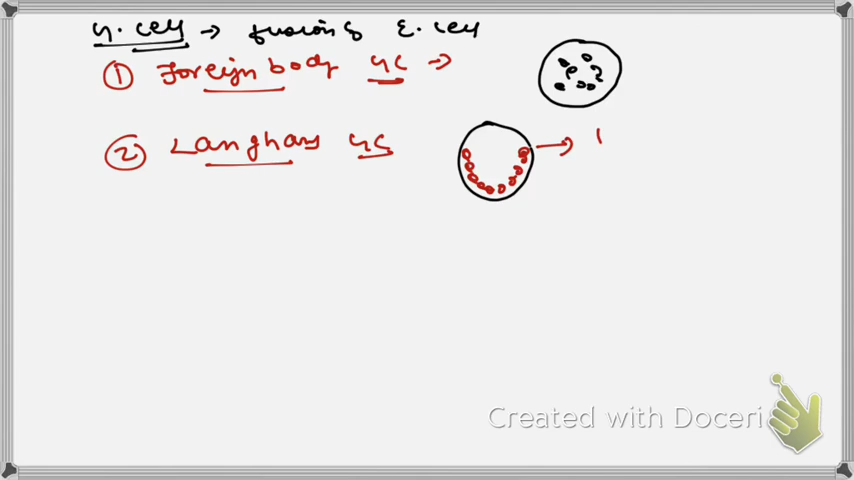 G. cell → fusion of E. cell
① Foreign body GC →
② Langhans GC
→ I
Created with Doceri